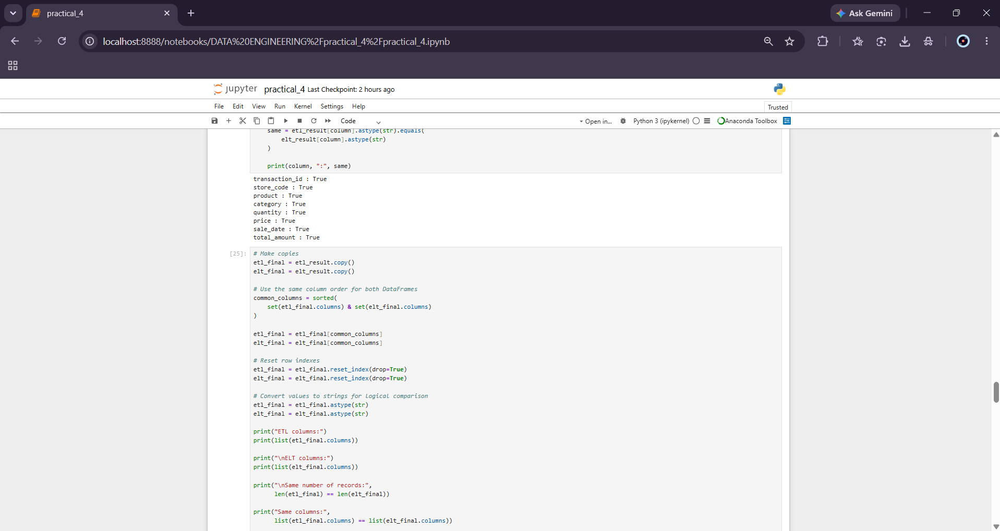 practical_4
Ask Gemini
localhost:8888/notebooks/DATA%20ENGINEERING%2Fpractical_4%2Fpractical_4.ipynb
jupyter practical_4 Last Checkpoint: 2 hours ago
File Edit View Run Kernel Settings Help
Trusted
Code
Open in...
Python 3 (ipykernel)
Anaconda Toolbox
    same = etl_result[column].astype(str).equals(
        elt_result[column].astype(str)
    )
    print(column, ":", same)
transaction_id : True
store_code : True
product : True
category : True
quantity : True
price : True
sale_date : True
total_amount : True
[25]:
# Make copies
etl_final = etl_result.copy()
elt_final = elt_result.copy()
# Use the same column order for both DataFrames
common_columns = sorted(
    set(etl_final.columns) & set(elt_final.columns)
)
etl_final = etl_final[common_columns]
elt_final = elt_final[common_columns]
# Reset row indexes
etl_final = etl_final.reset_index(drop=True)
elt_final = elt_final.reset_index(drop=True)
# Convert values to strings for logical comparison
etl_final = etl_final.astype(str)
elt_final = elt_final.astype(str)
print("ETL columns:")
print(list(etl_final.columns))
print("\nELT columns:")
print(list(elt_final.columns))
print("\nSame number of records:",
      len(etl_final) == len(elt_final))
print("Same columns:",
      list(etl_final.columns) == list(elt_final.columns))